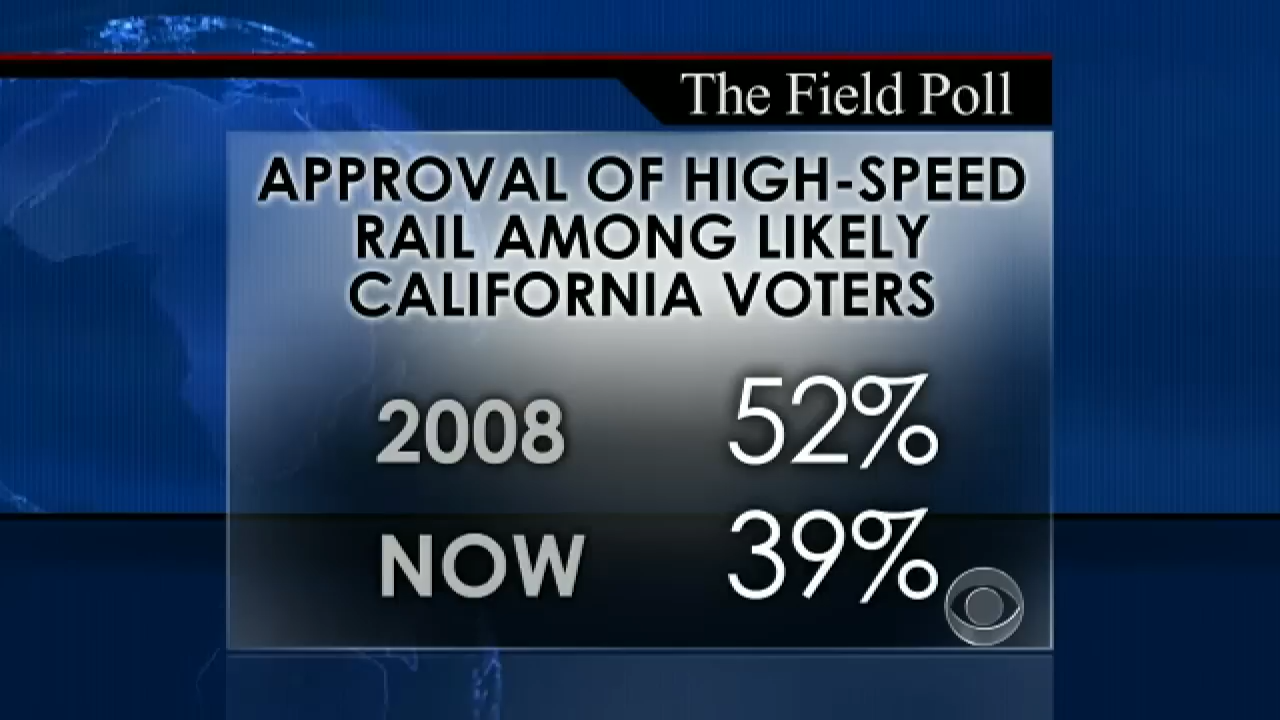 The Field Poll
APPROVAL OF HIGH-SPEED
RAIL AMONG LIKELY
CALIFORNIA VOTERS
2008 52%
NOW 39%